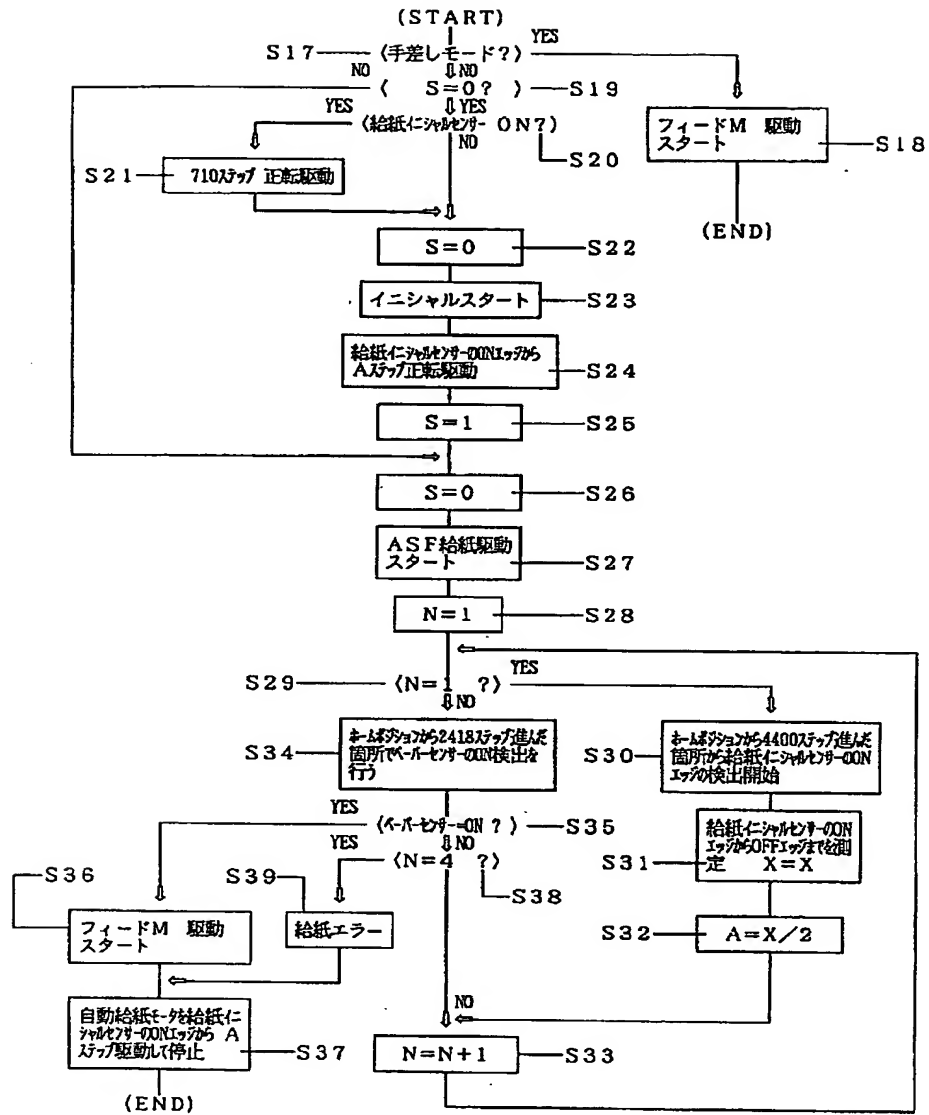 (START)
S17 〈手差しモード?〉 YES
NO NO
〈 S=0? 〉 S19
YES YES
〈給紙イニシャルセンサー ON?〉
NO
S20
フィードM 駆動
スタート
S18
S21 710ステップ 正転駆動
(END)
S=0 S22
イニシャルスタート S23
給紙イニシャルセンサーのONエッジから
Aステップ正転駆動
S24
S=1 S25
S=0 S26
ASF給紙駆動
スタート
S27
N=1 S28
S29 〈N=1 ?〉 YES
NO
S34
ホームポジションから2418ステップ進んだ
箇所でペーパーセンサーのON検出を
行う
S30
ホームポジションから4400ステップ進んだ
箇所から給紙イニシャルセンサーのON
エッジの検出開始
YES 〈ペーパーセンサー=ON ?〉 S35
YES NO
〈N=4 ?〉
S38
S31
給紙イニシャルセンサーのON
エッジからOFFエッジまでを測
定 X=X
S36
フィードM 駆動
スタート
S39
給紙エラー
S32 A=X/2
NO
自動給紙モータを給紙イニ
シャルセンサーのONエッジから A
ステップ駆動して停止
S37
N=N+1 S33
(END)